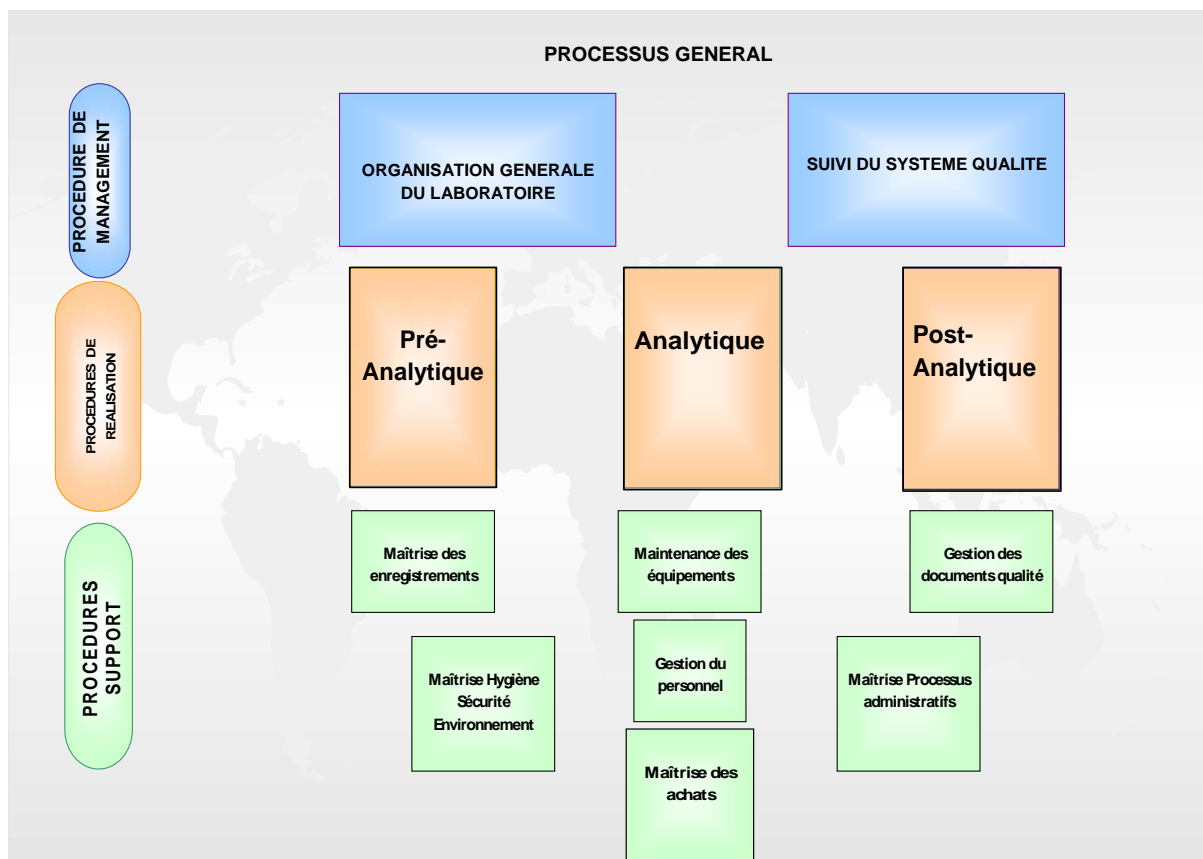 PROCESSUS GENERAL
PROCEDURE DE
MANAGEMENT
ORGANISATION GENERALE
DU LABORATOIRE
SUIVI DU SYSTEME QUALITE
PROCEDURES DE
REALISATION
Pré-
Analytique
Analytique
Post-
Analytique
PROCEDURES
SUPPORT
Maîtrise des
enregistrements
Maintenance des
équipements
Gestion des
documents qualité
Maîtrise Hygiène
Sécurité
Environnement
Gestion du
personnel
Maîtrise Processus
administratifs
Maîtrise des
achats